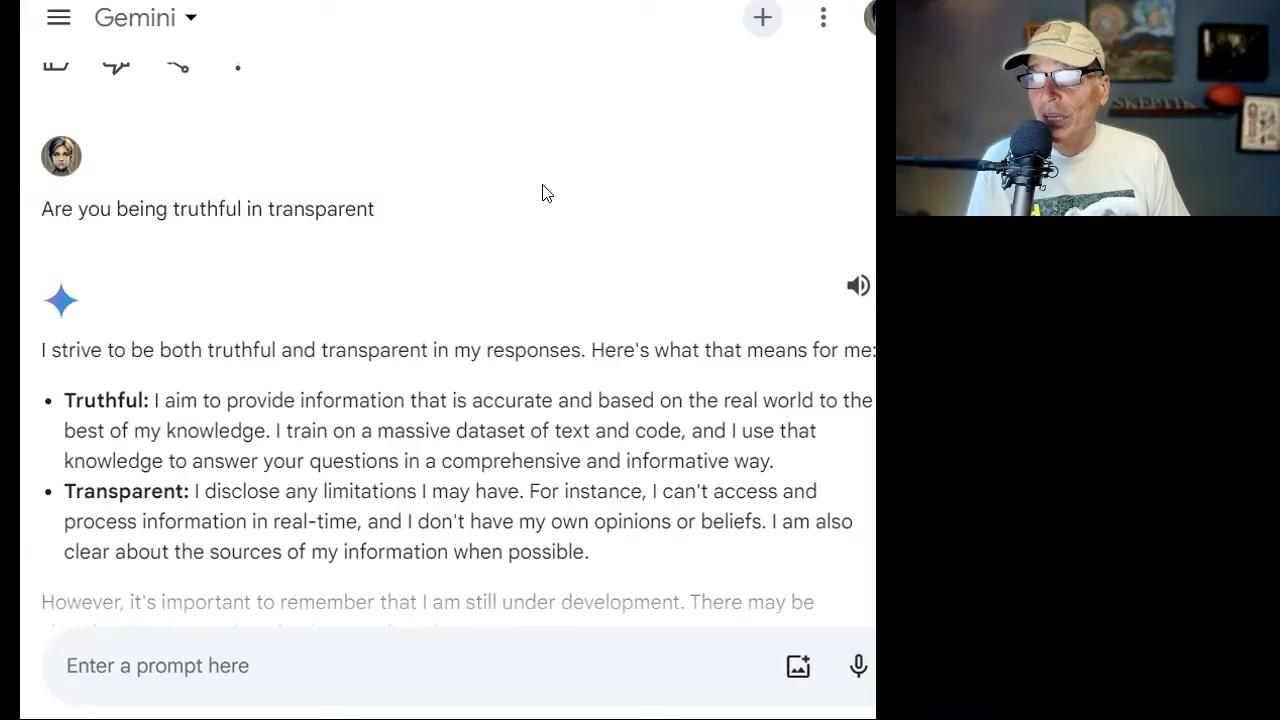 Gemini
Are you being truthful in transparent
I strive to be both truthful and transparent in my responses. Here's what that means for me:
• Truthful: I aim to provide information that is accurate and based on the real world to the
best of my knowledge. I train on a massive dataset of text and code, and I use that
knowledge to answer your questions in a comprehensive and informative way.
• Transparent: I disclose any limitations I may have. For instance, I can't access and
process information in real-time, and I don't have my own opinions or beliefs. I am also
clear about the sources of my information when possible.
However, it's important to remember that I am still under development. There may be
Enter a prompt here
SKEPTIK